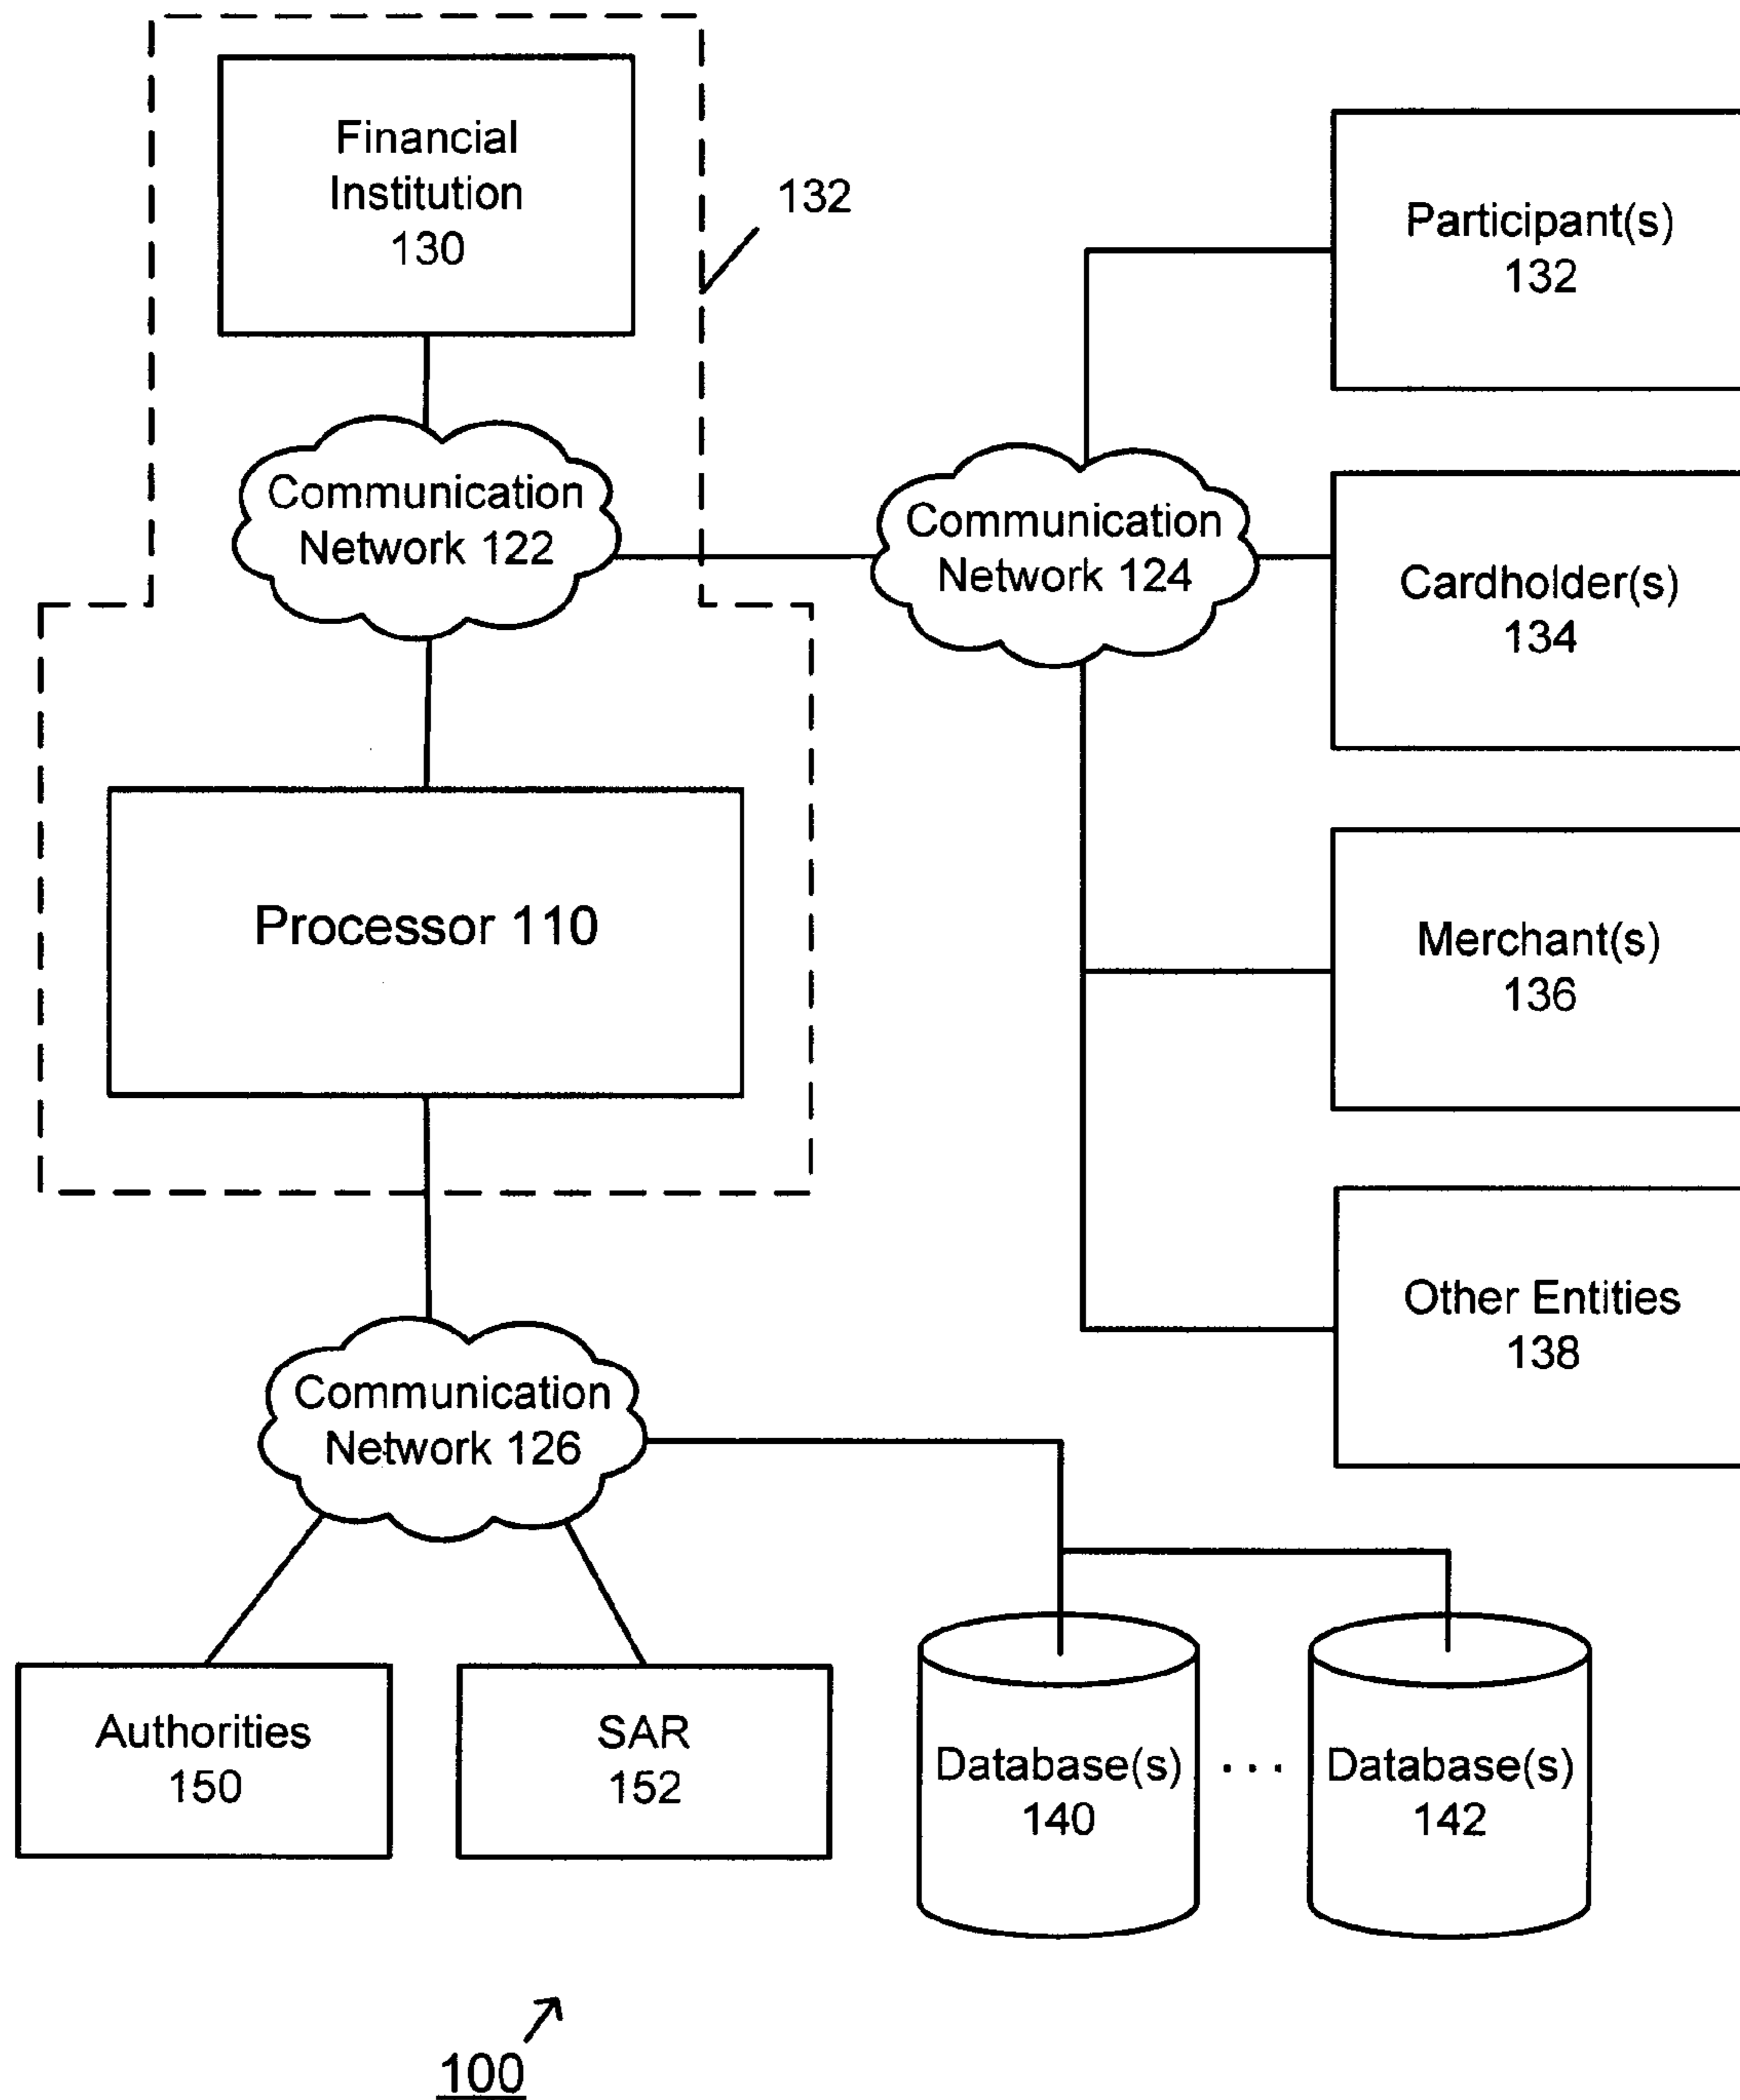 Financial
Institution
130
132
Participant(s)
132
Communication
Network 122
Communication
Network 124
Cardholder(s)
134
Processor 110
Merchant(s)
136
Other Entities
138
Communication
Network 126
Authorities
150
SAR
152
Database(s)
140
...
Database(s)
142
100